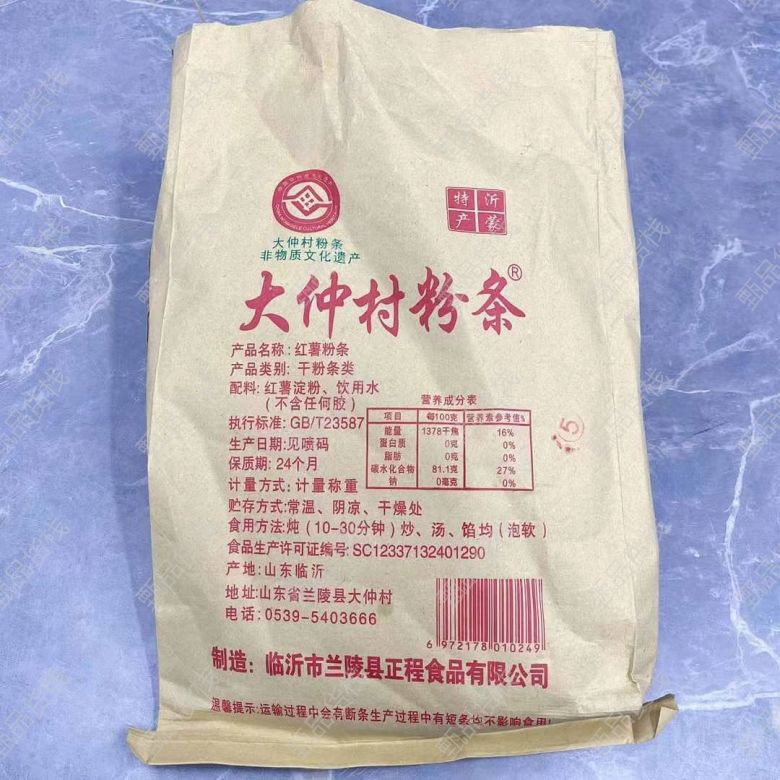 大仲村粉条
非物质文化遗产
特 沂
产 蒙
大仲村粉条®
产品名称: 红薯粉条
产品类别: 干粉条类
配料: 红薯淀粉、饮用水
(不含任何胶)
执行标准: GB/T23587
生产日期: 见喷码
保质期: 24个月
计量方式: 计量称重
营养成分表
项目 每100克 营养素参考值%
能量 1378千焦 16%
蛋白质 0克 0%
脂肪 0克 0%
碳水化合物 81.1克 27%
钠 0毫克 0%
5
贮存方式: 常温、阴凉、干燥处
食用方法: 炖(10-30分钟)炒、汤、馅均(泡软)
食品生产许可证编号: SC12337132401290
产地: 山东临沂
地址: 山东省兰陵县大仲村
电话: 0539-5403666
6 972178 010249
制造: 临沂市兰陵县正程食品有限公司
温馨提示: 运输过程中会有断条生产过程中有短条均不影响食用!
甄品货栈